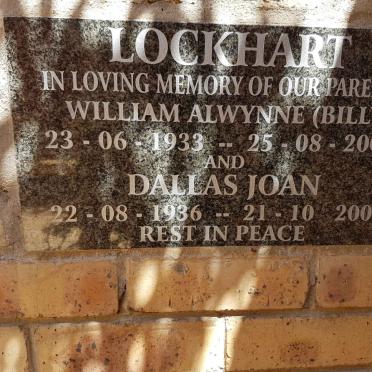 LOCKHART
IN LOVING MEMORY OF OUR PARE
WILLIAM ALWYNNE (BILL
23 - 06 - 1933 -- 25 - 08 - 200
AND
DALLAS JOAN
22 - 08 - 1936 -- 21 - 10 200
REST IN PEACE